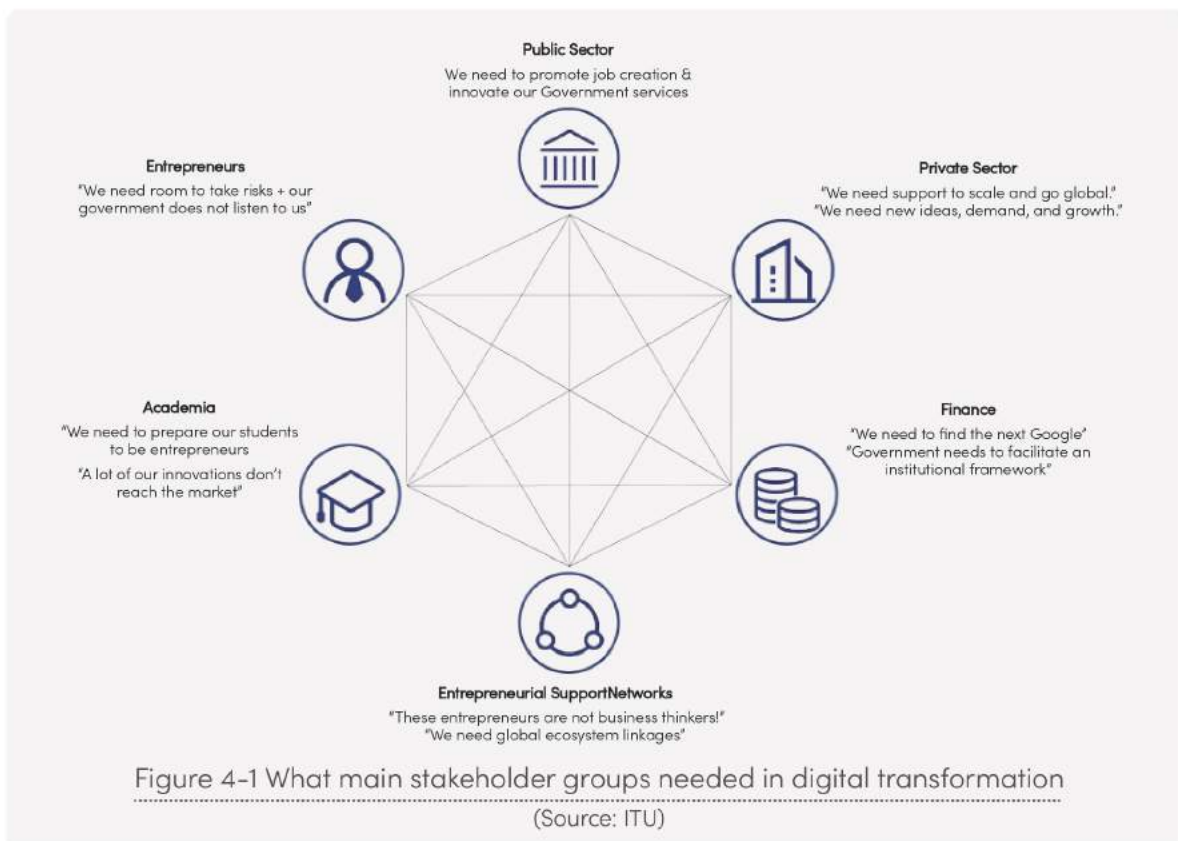 Public Sector
We need to promote job creation &
innovate our Government services
Entrepreneurs
"We need room to take risks + our
government does not listen to us"
Private Sector
"We need support to scale and go global."
"We need new ideas, demand, and growth."
Academia
"We need to prepare our students
to be entrepreneurs
"A lot of our innovations don't
reach the market"
Finance
"We need to find the next Google"
"Government needs to facilitate an
institutional framework"
Entrepreneurial SupportNetworks
"These entrepreneurs are not business thinkers!"
"We need global ecosystem linkages"
Figure 4-1 What main stakeholder groups needed in digital transformation
(Source: ITU)